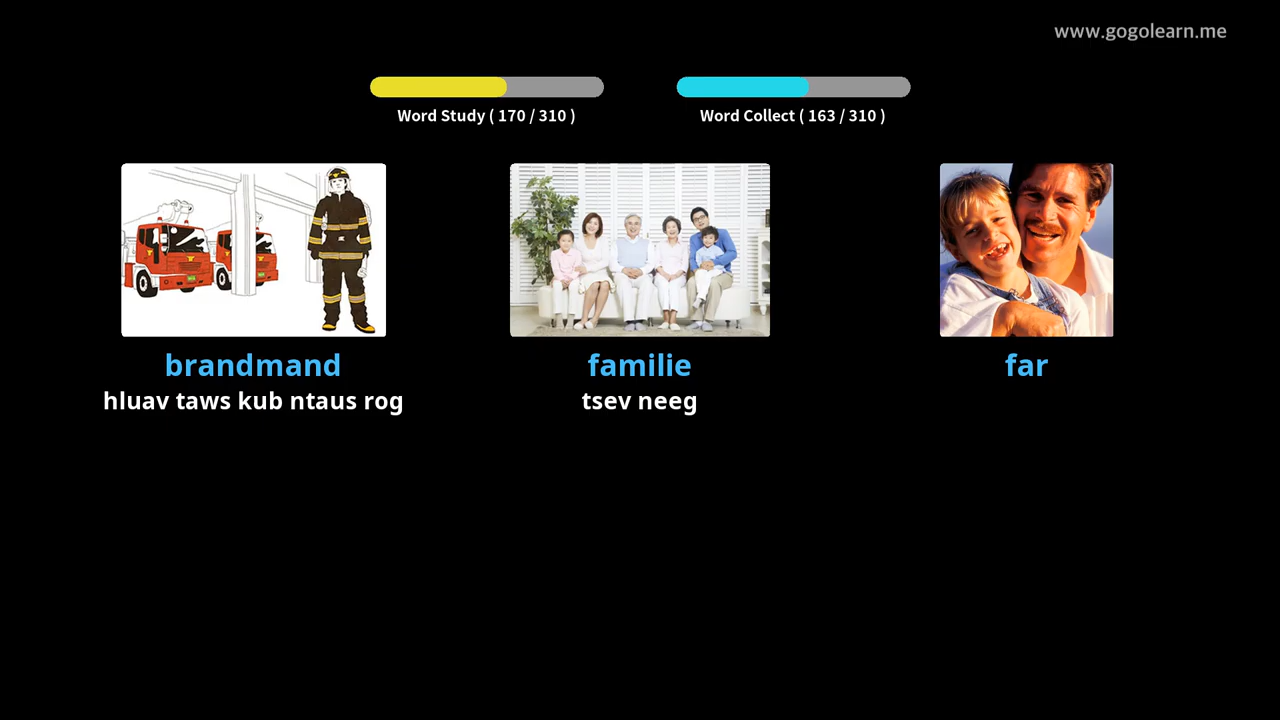 www.gogolearn.me
Word Study ( 170 / 310 )
Word Collect ( 163 / 310 )
brandmand
familie
far
hluav taws kub ntaus rog
tsev neeg